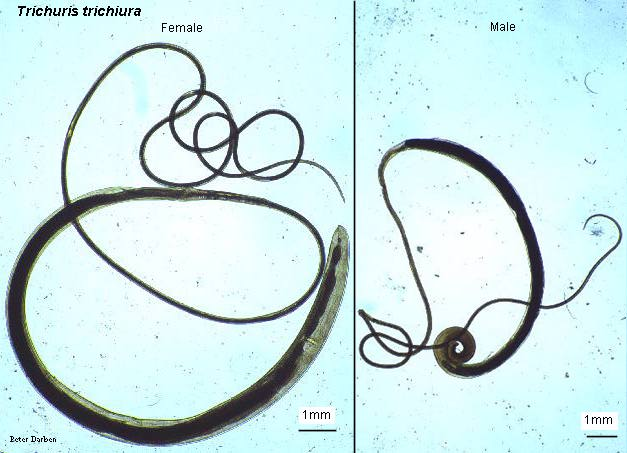 Trichuris trichiura
Female
Male
1mm
1mm
Peter Darben